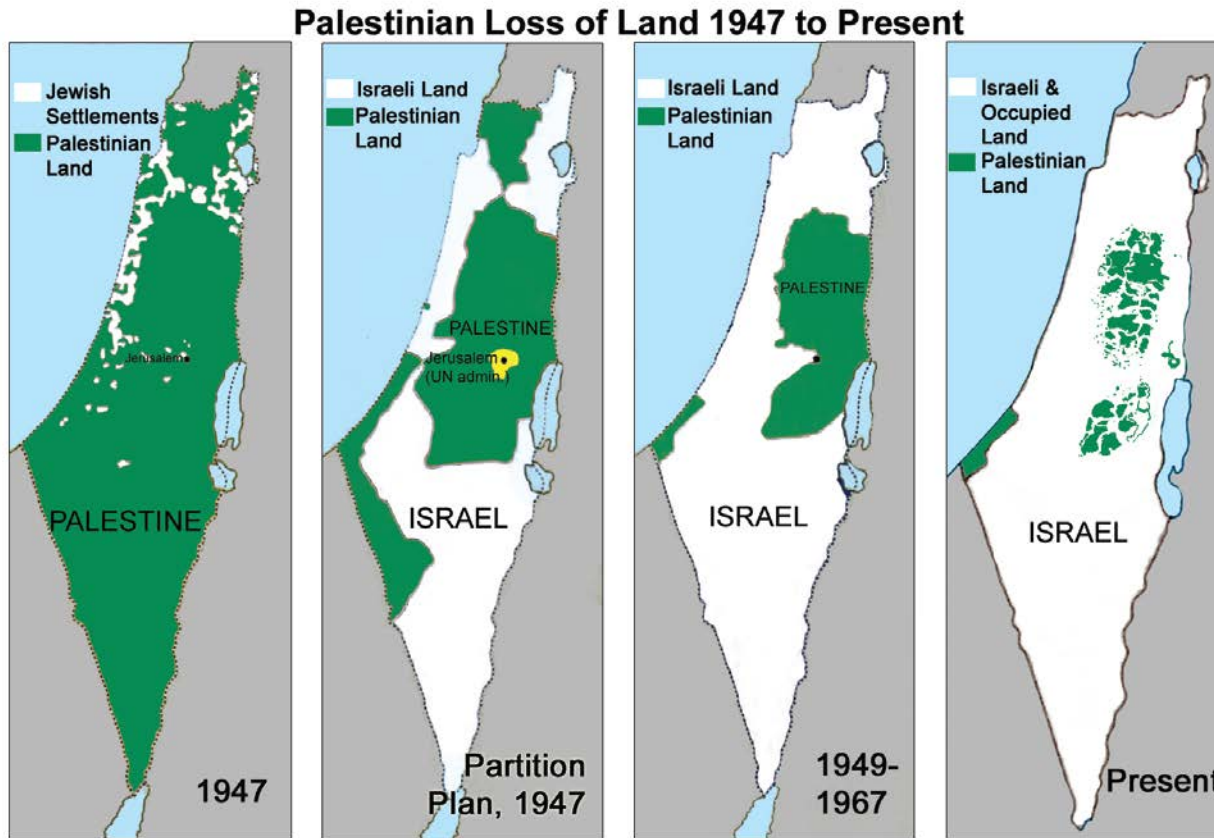 Palestinian Loss of Land 1947 to Present
Jewish
Settlements
Palestinian
Land
Jerusalem
PALESTINE
1947
Israeli Land
Palestinian
Land
PALESTINE
Jerusalem
(UN admin.)
ISRAEL
Partition
Plan, 1947
Israeli Land
Palestinian
Land
PALESTINE
ISRAEL
1949-
1967
Israeli &
Occupied
Land
Palestinian
Land
ISRAEL
Present